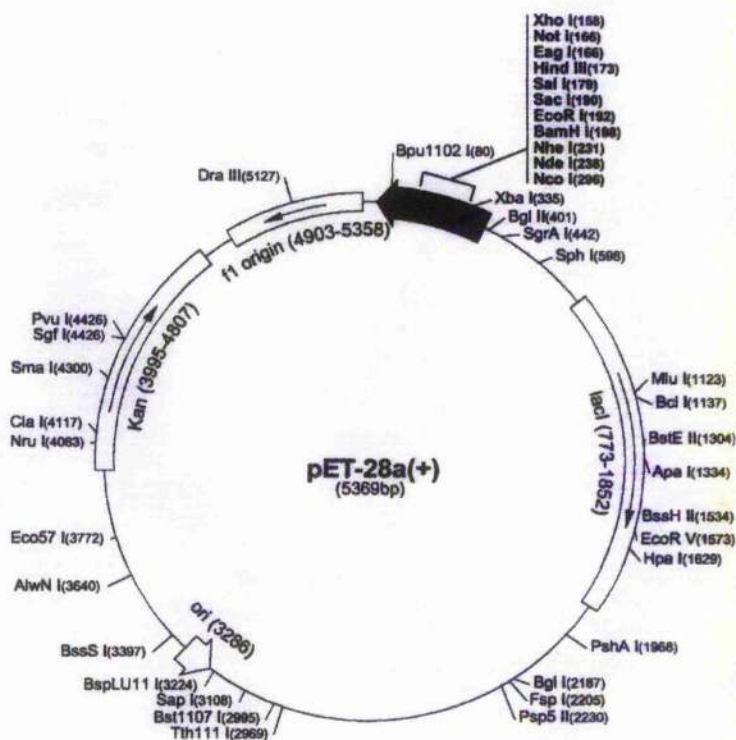 Xho I(158)
Not I(166)
Eag I(166)
Hind III(173)
Sal I(179)
Sac I(190)
EcoR I(192)
BamH I(198)
Nhe I(231)
Nde I(238)
Nco I(296)
Bpu1102 I(80)
Dra III(5127)
Xba I(335)
Bgl II(401)
SgrA I(442)
Sph I(598)
f1 origin (4903-5358)
Pvu I(4426)
Sgf I(4426)
Sma I(4300)
Cla I(4117)
Nru I(4083)
Kan (3995-4807)
Mlu I(1123)
Bcl I(1137)
BstE II(1304)
Apa I(1334)
BssH II(1534)
EcoR V(1573)
Hpa I(1629)
lacI (773-1852)
pET-28a(+)
(5369bp)
Eco57 I(3772)
AlwN I(3640)
ori (3286)
BssS I(3397)
BspLU11 I(3224)
Sap I(3108)
Bst1107 I(2995)
Tth111 I(2969)
PshA I(1968)
Bgl I(2187)
Fsp I(2205)
Psp5 II(2230)